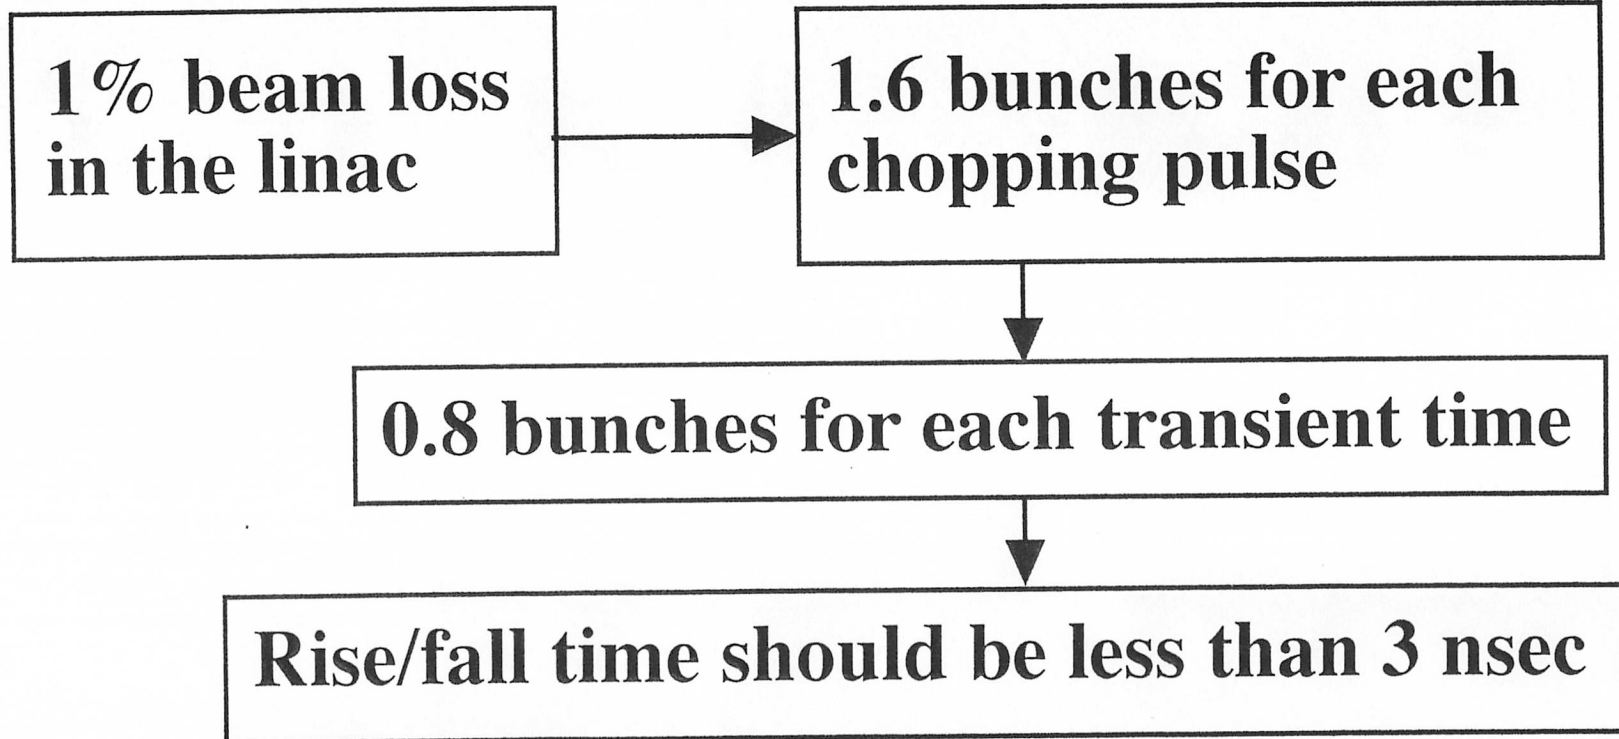 1% beam loss
in the linac
1.6 bunches for each
chopping pulse
0.8 bunches for each transient time
Rise/fall time should be less than 3 nsec